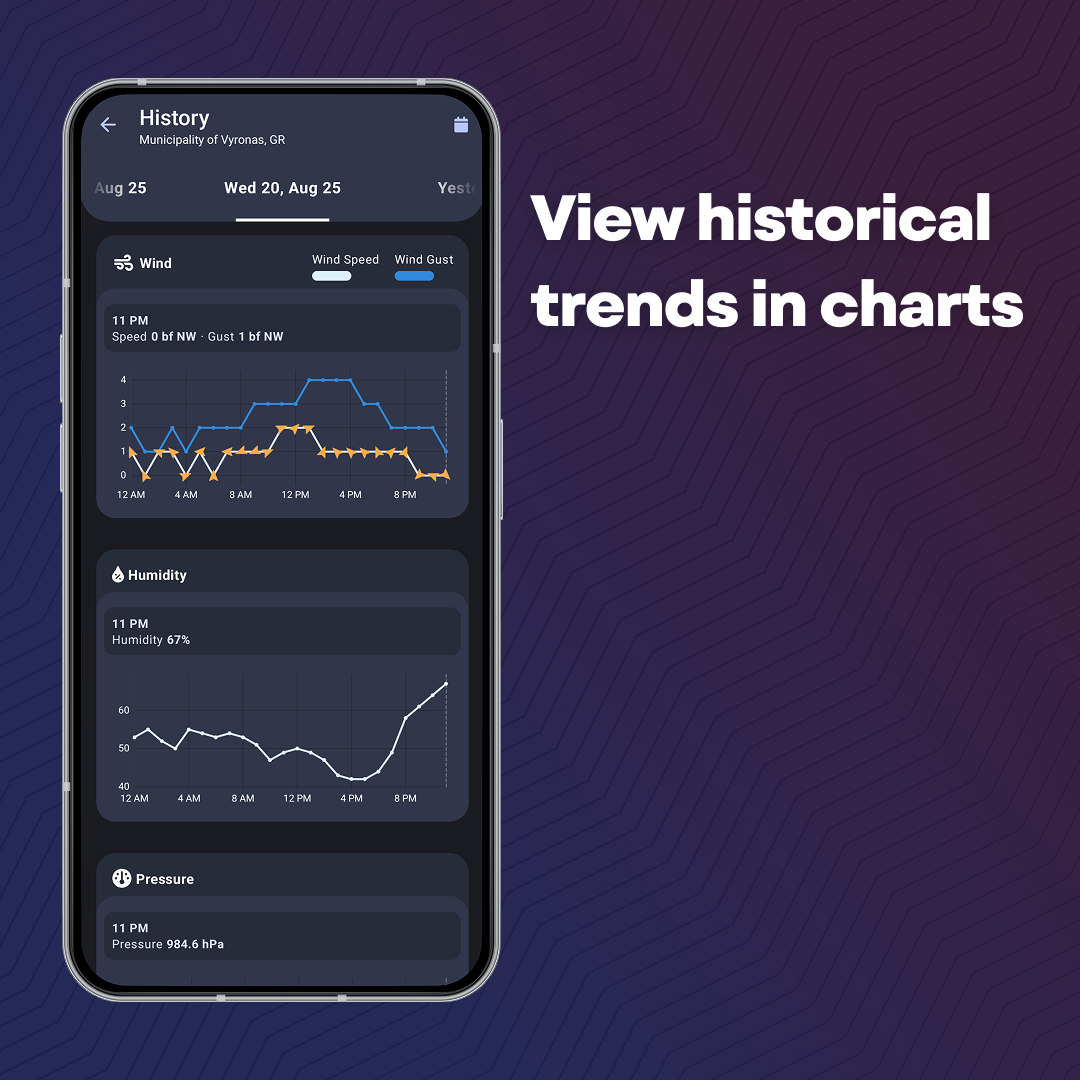 History
Municipality of Vyronas, GR
Aug 25 Wed 20, Aug 25 Yest
Wind Wind Speed Wind Gust
11 PM
Speed 0 bf NW · Gust 1 bf NW
4
3
2
1
0
12 AM 4 AM 8 AM 12 PM 4 PM 8 PM
Humidity
11 PM
Humidity 67%
60
50
40
12 AM 4 AM 8 AM 12 PM 4 PM 8 PM
Pressure
11 PM
Pressure 984.6 hPa
View historical
trends in charts